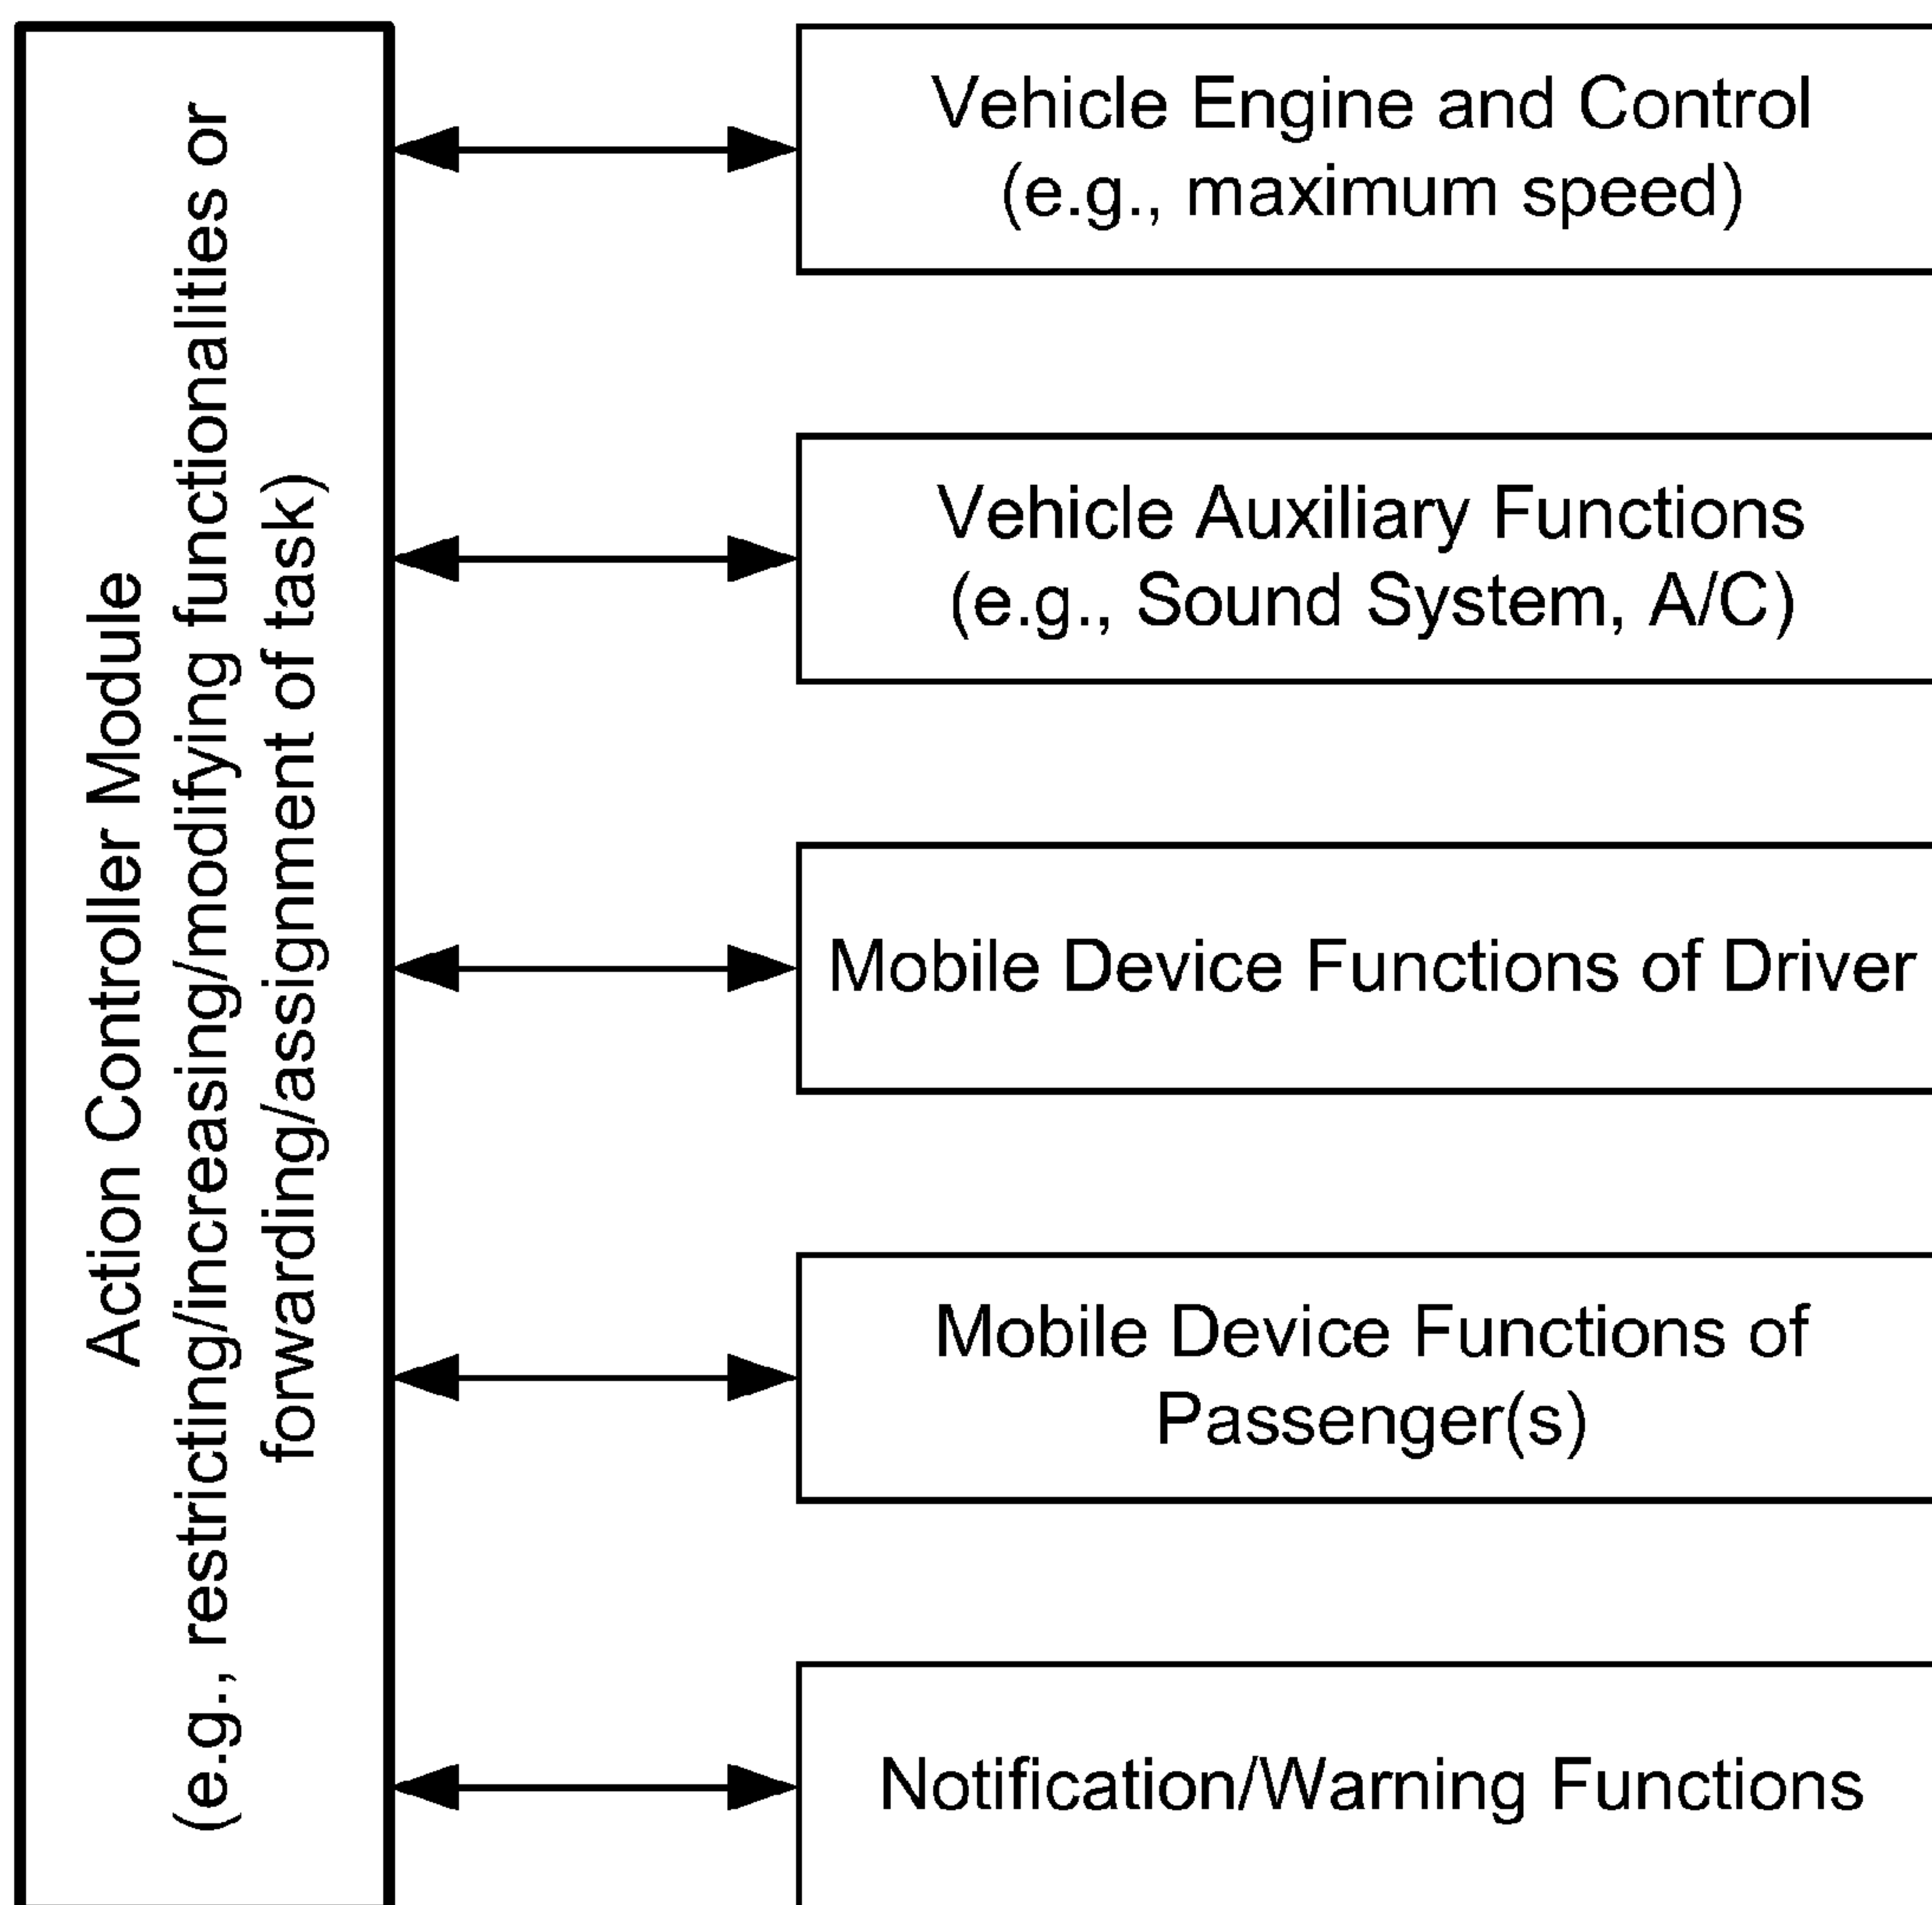 Action Controller Module
(e.g., restricting/increasing/modifying functionalities or
forwarding/assignment of task)
Vehicle Engine and Control
(e.g., maximum speed)
Vehicle Auxiliary Functions
(e.g., Sound System, A/C)
Mobile Device Functions of Driver
Mobile Device Functions of
Passenger(s)
Notification/Warning Functions